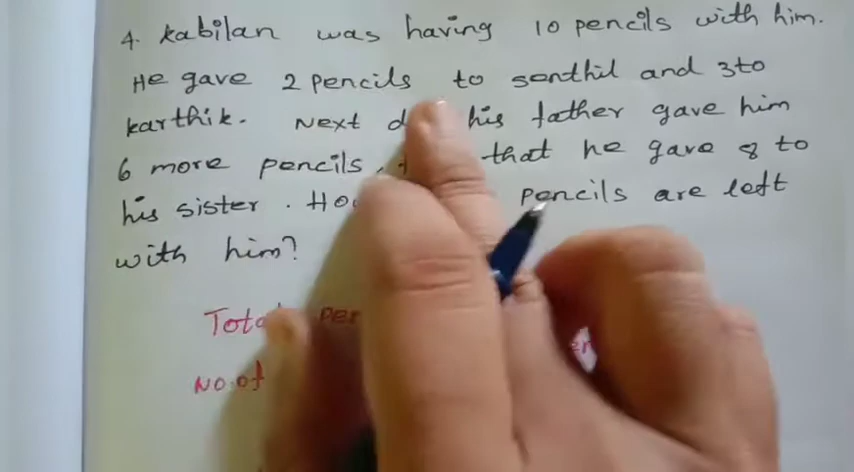 4. kabilan was having 10 pencils with him.
He gave 2 pencils to senthil and 3 to
karthik. Next his father gave him
6 more pencils. that he gave 8 to
his sister. pencils are left
with him?
No. of